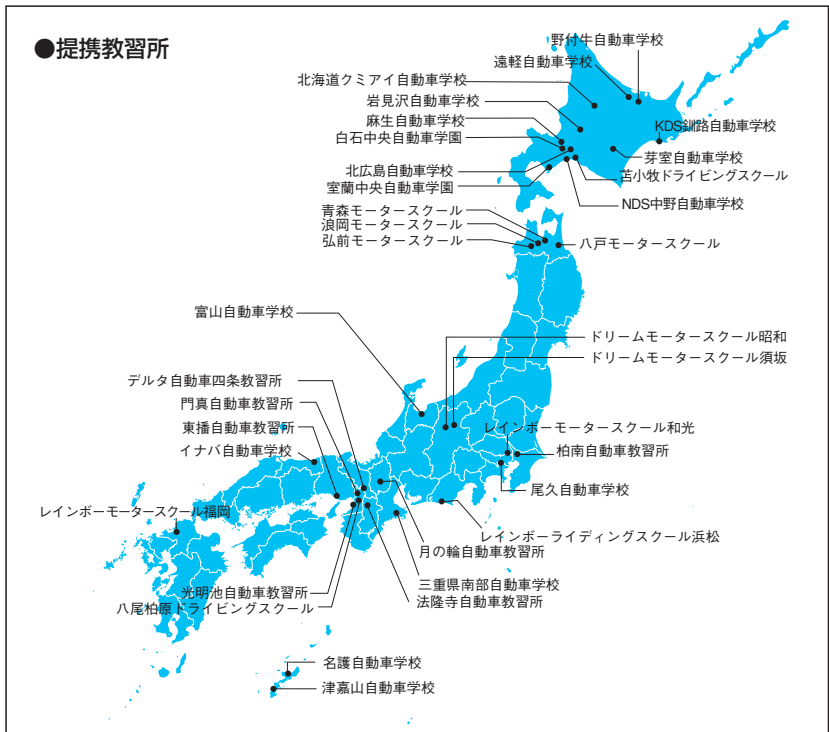 ●提携教習所
野付牛自動車学校
遠軽自動車学校
北海道クミアイ自動車学校
岩見沢自動車学校
麻生自動車学校
KDS釧路自動車学校
白石中央自動車学園
芽室自動車学校
北広島自動車学校
苫小牧ドライビングスクール
室蘭中央自動車学園
NDS中野自動車学校
青森モータースクール
浪岡モータースクール
弘前モータースクール
八戸モータースクール
富山自動車学校
ドリームモータースクール昭和
ドリームモータースクール須坂
デルタ自動車四条教習所
門真自動車教習所
東播自動車教習所
レインボーモータースクール和光
イナバ自動車学校
柏南自動車教習所
尾久自動車学校
レインボーモータースクール福岡
レインボーライディングスクール浜松
月の輪自動車教習所
三重県南部自動車学校
光明池自動車教習所
法隆寺自動車教習所
八尾柏原ドライビングスクール
名護自動車学校
津嘉山自動車学校